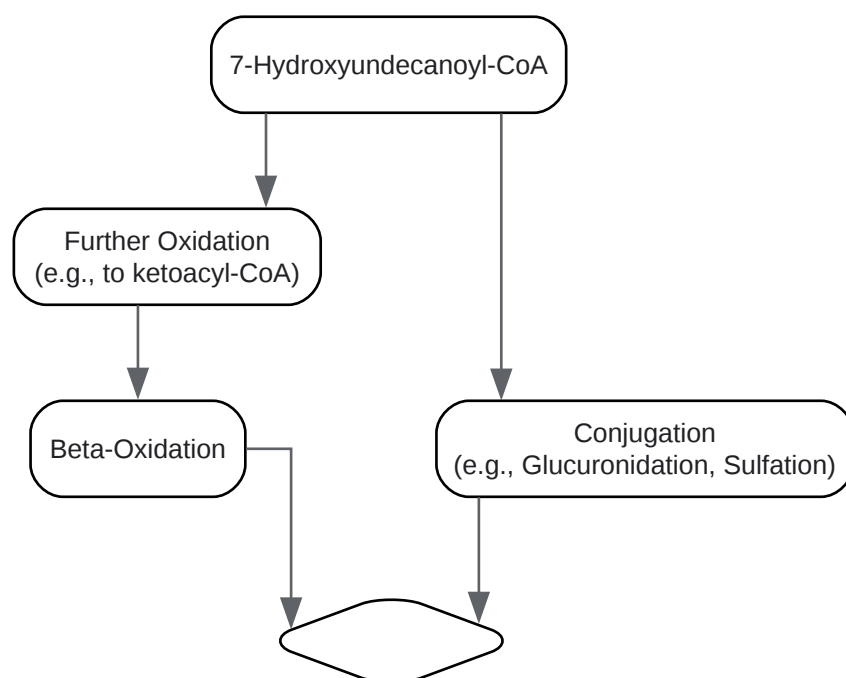 7-Hydroxyundecanoyl-CoA
Further Oxidation
(e.g., to ketoacyl-CoA)
Beta-Oxidation
Conjugation
(e.g., Glucuronidation, Sulfation)